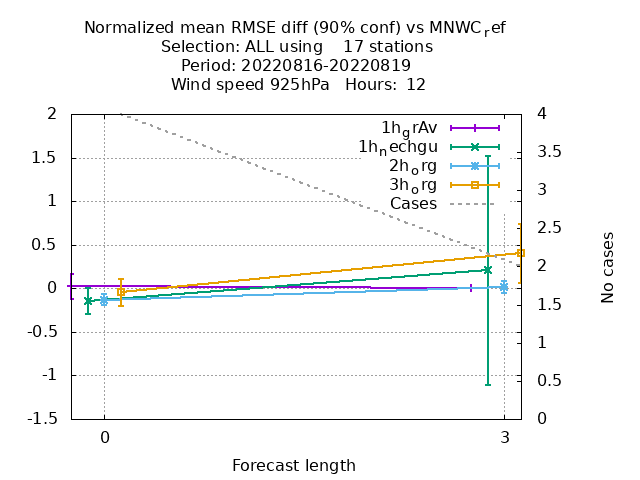 Normalized mean RMSE diff (90% conf) vs MNWC_ref
Selection: ALL using    17 stations
Period: 20220816-20220819
Wind speed 925hPa   Hours:  12
2
1.5
1
0.5
0
-0.5
-1
-1.5
4
3.5
3
2.5
2
1.5
1
0.5
0
1h_grAv
1h_nechgu
2h_org
3h_org
Cases
No cases
0
3
Forecast length